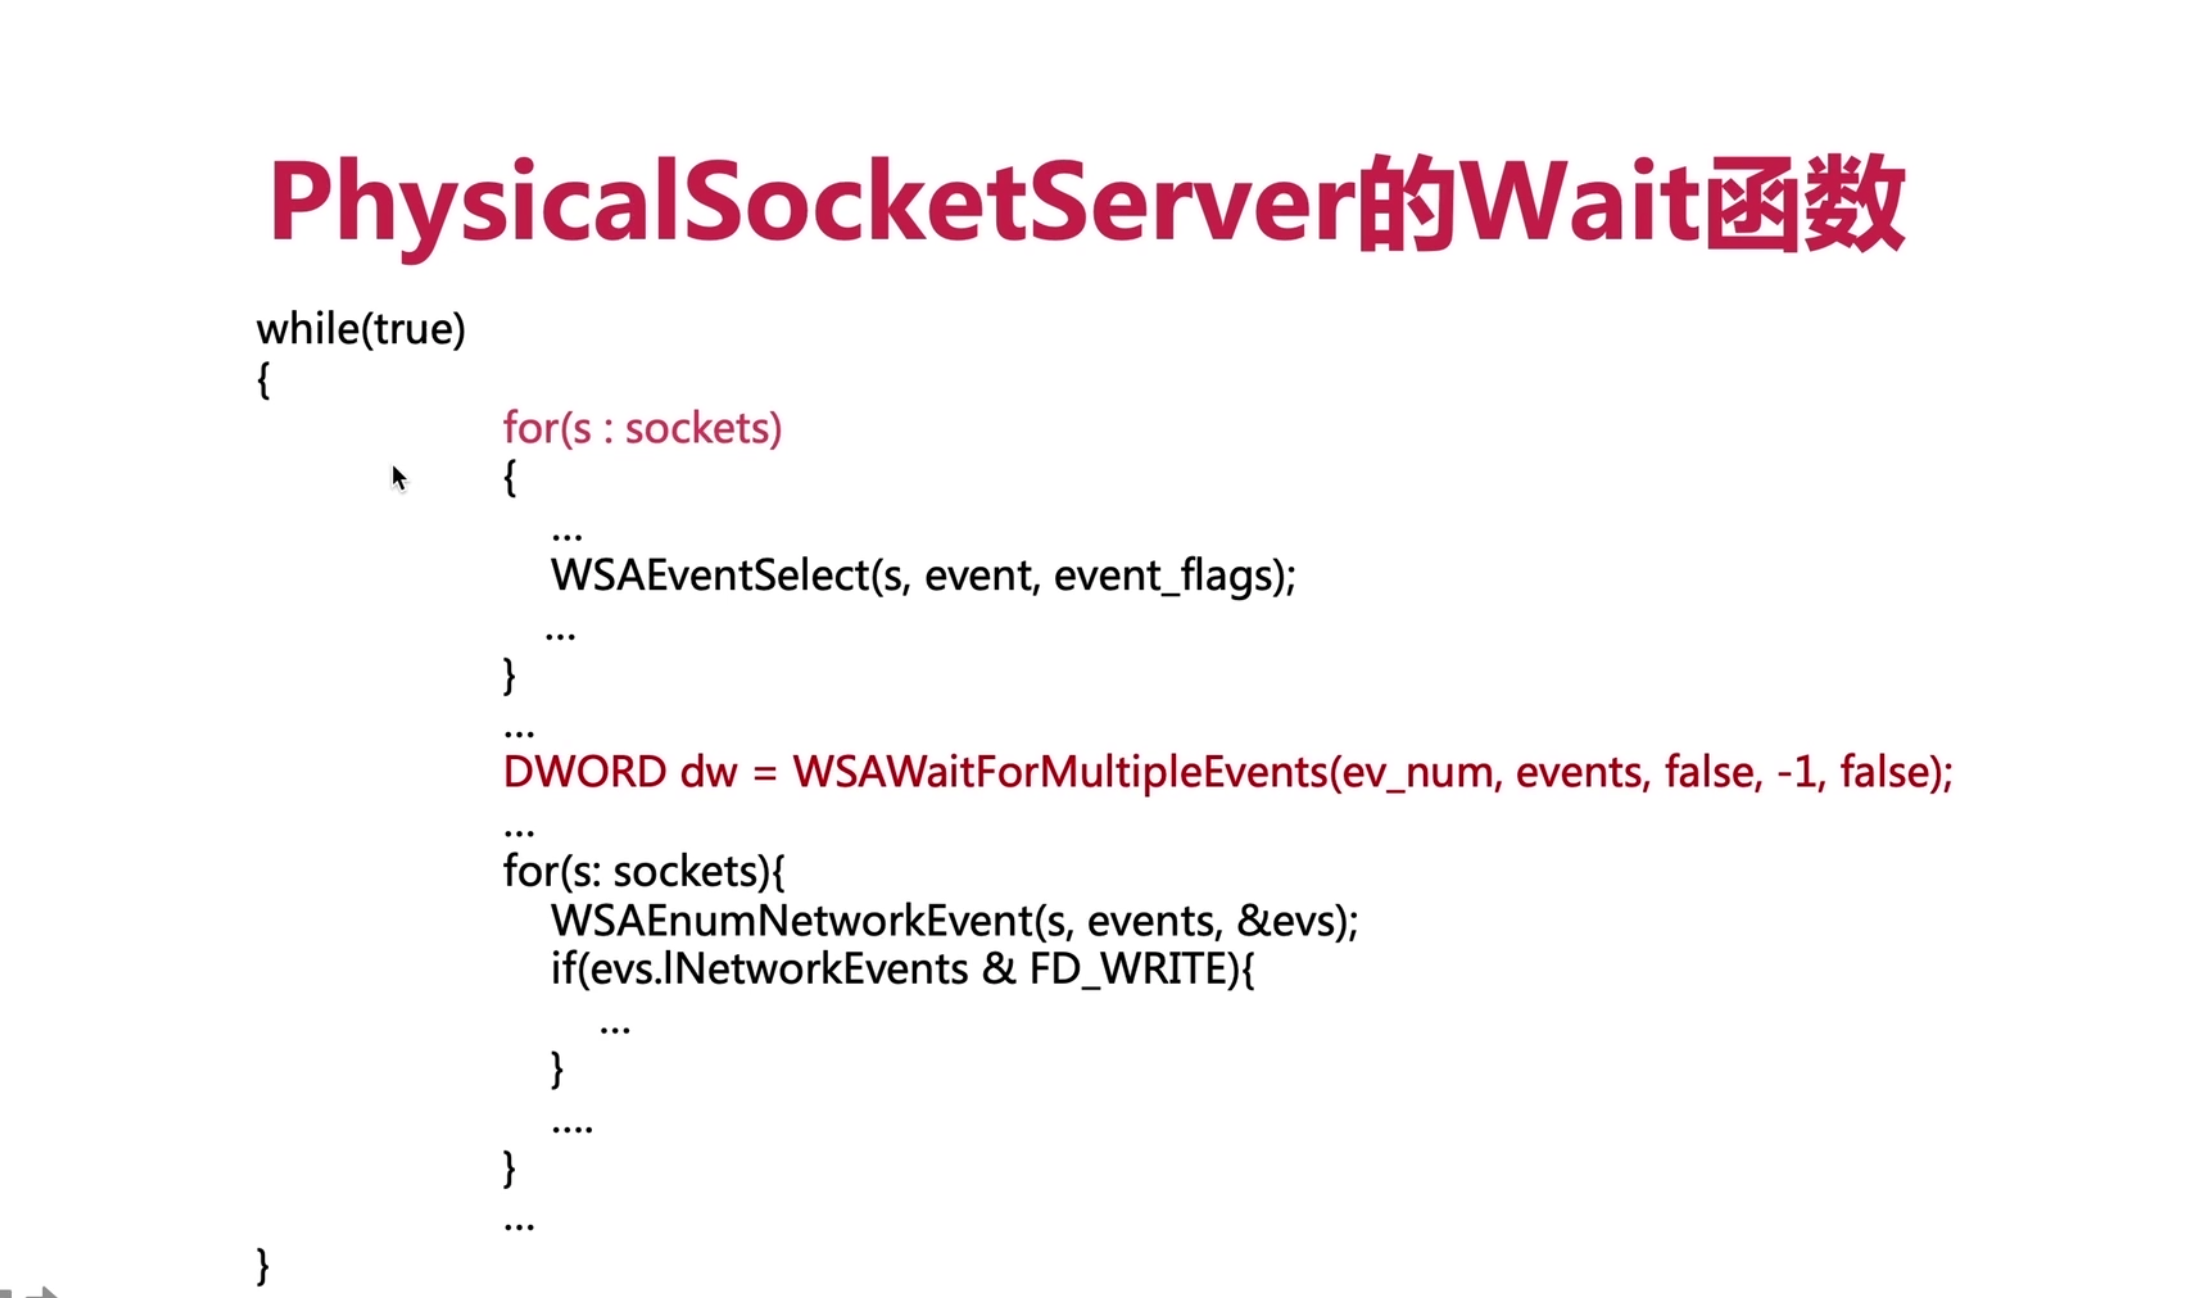 PhysicalSocketServer的Wait函数
while(true)
{
for(s : sockets)
{
...
WSAEventSelect(s, event, event_flags);
...
}
...
DWORD dw = WSAWaitForMultipleEvents(ev_num, events, false, -1, false);
...
for(s: sockets){
WSAEnumNetworkEvent(s, events, &evs);
if(evs.lNetworkEvents & FD_WRITE){
...
}
....
}
...
}